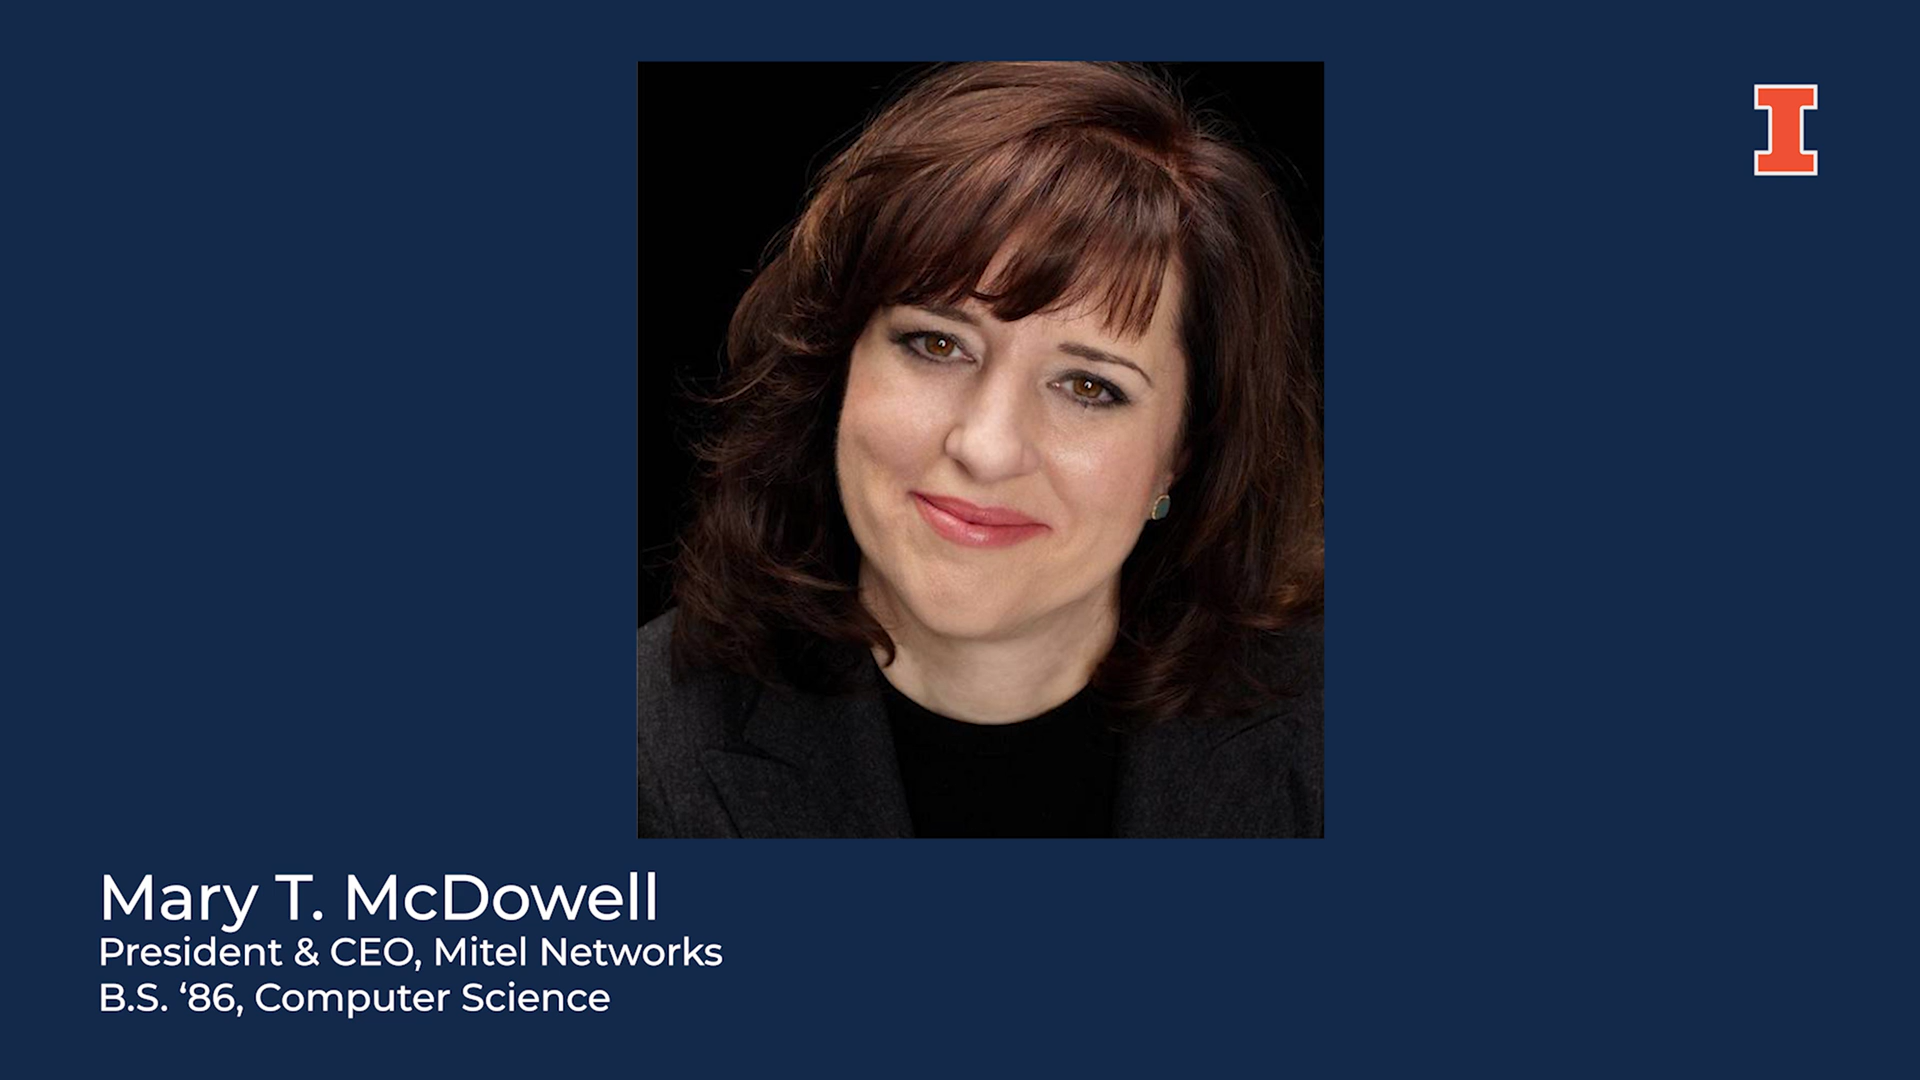 I
Mary T. McDowell
President & CEO, Mitel Networks
B.S. ‘86, Computer Science